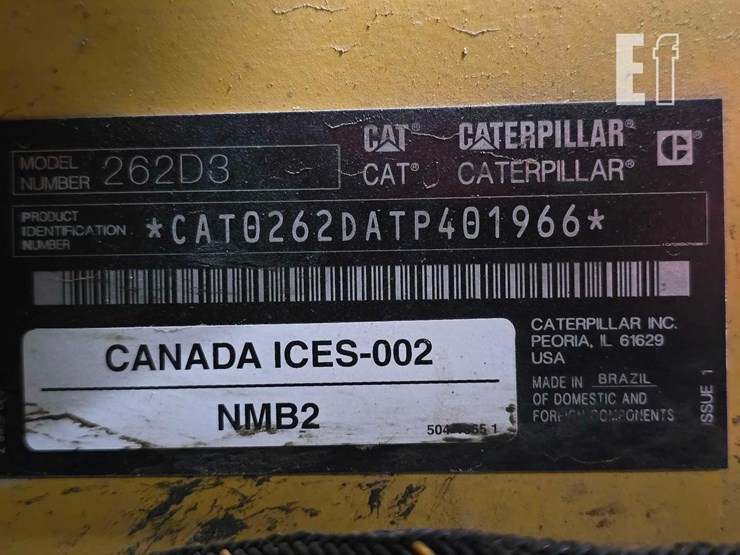 Ef
MODEL NUMBER 262D3
CAT® CATERPILLAR®
CAT® CATERPILLAR®
PRODUCT IDENTIFICATION NUMBER *CAT0262DATP401966*
CANADA ICES-002
NMB2
CATERPILLAR INC.
PEORIA, IL 61629
USA
MADE IN BRAZIL
OF DOMESTIC AND
FOREIGN COMPONENTS
ISSUE 1